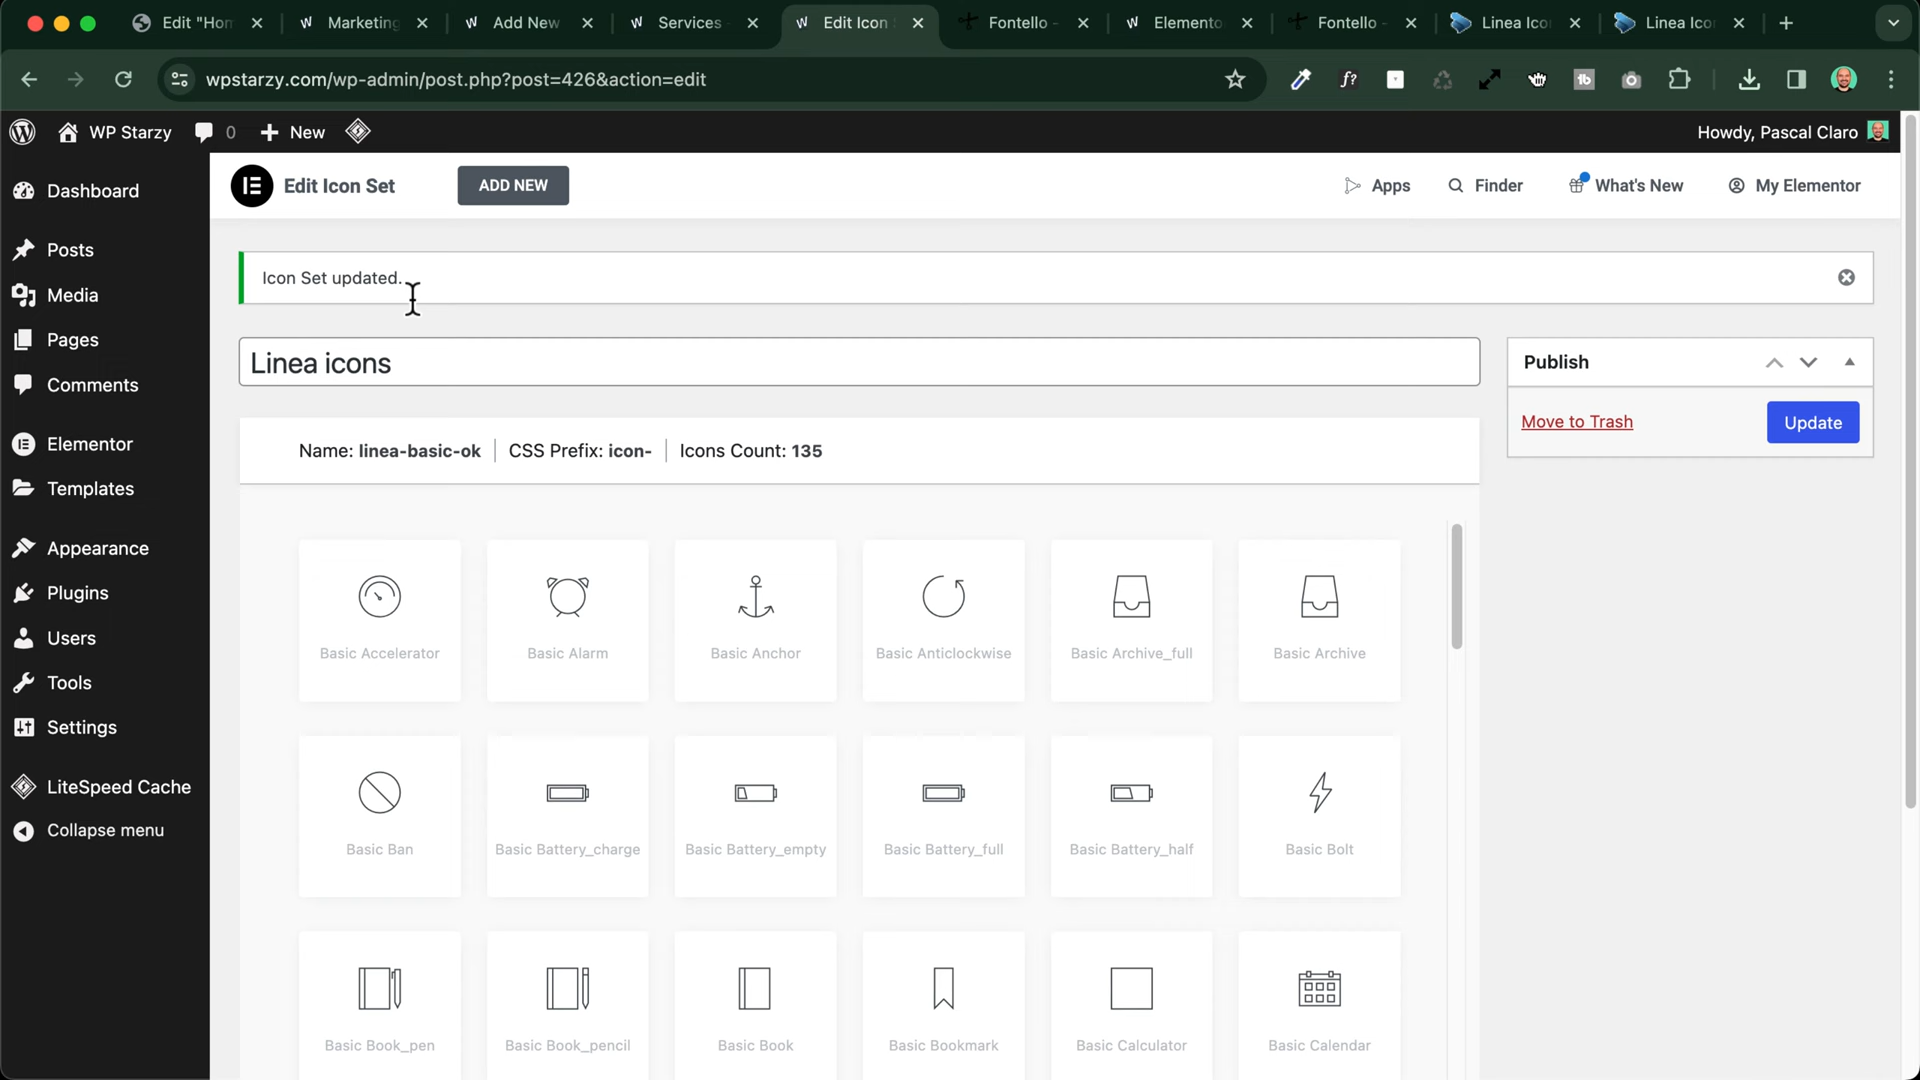 Edit "Hom
Marketing
Add New
Services
Edit Icon
Fontello -
Elemento
Fontello -
Linea Ico
Linea Ico
wpstarzy.com/wp-admin/post.php?post=426&action=edit
f?
tb
WP Starzy
0
New
Howdy, Pascal Claro
Edit Icon Set
ADD NEW
Apps
Finder
What's New
My Elementor
Dashboard
Posts
Media
Pages
Comments
Elementor
Templates
Appearance
Plugins
Users
Tools
Settings
LiteSpeed Cache
Collapse menu
Icon Set updated.
Linea icons
Publish
Move to Trash
Update
Name: linea-basic-ok
CSS Prefix: icon-
Icons Count: 135
Basic Accelerator
Basic Alarm
Basic Anchor
Basic Anticlockwise
Basic Archive_full
Basic Archive
Basic Ban
Basic Battery_charge
Basic Battery_empty
Basic Battery_full
Basic Battery_half
Basic Bolt
Basic Book_pen
Basic Book_pencil
Basic Book
Basic Bookmark
Basic Calculator
Basic Calendar